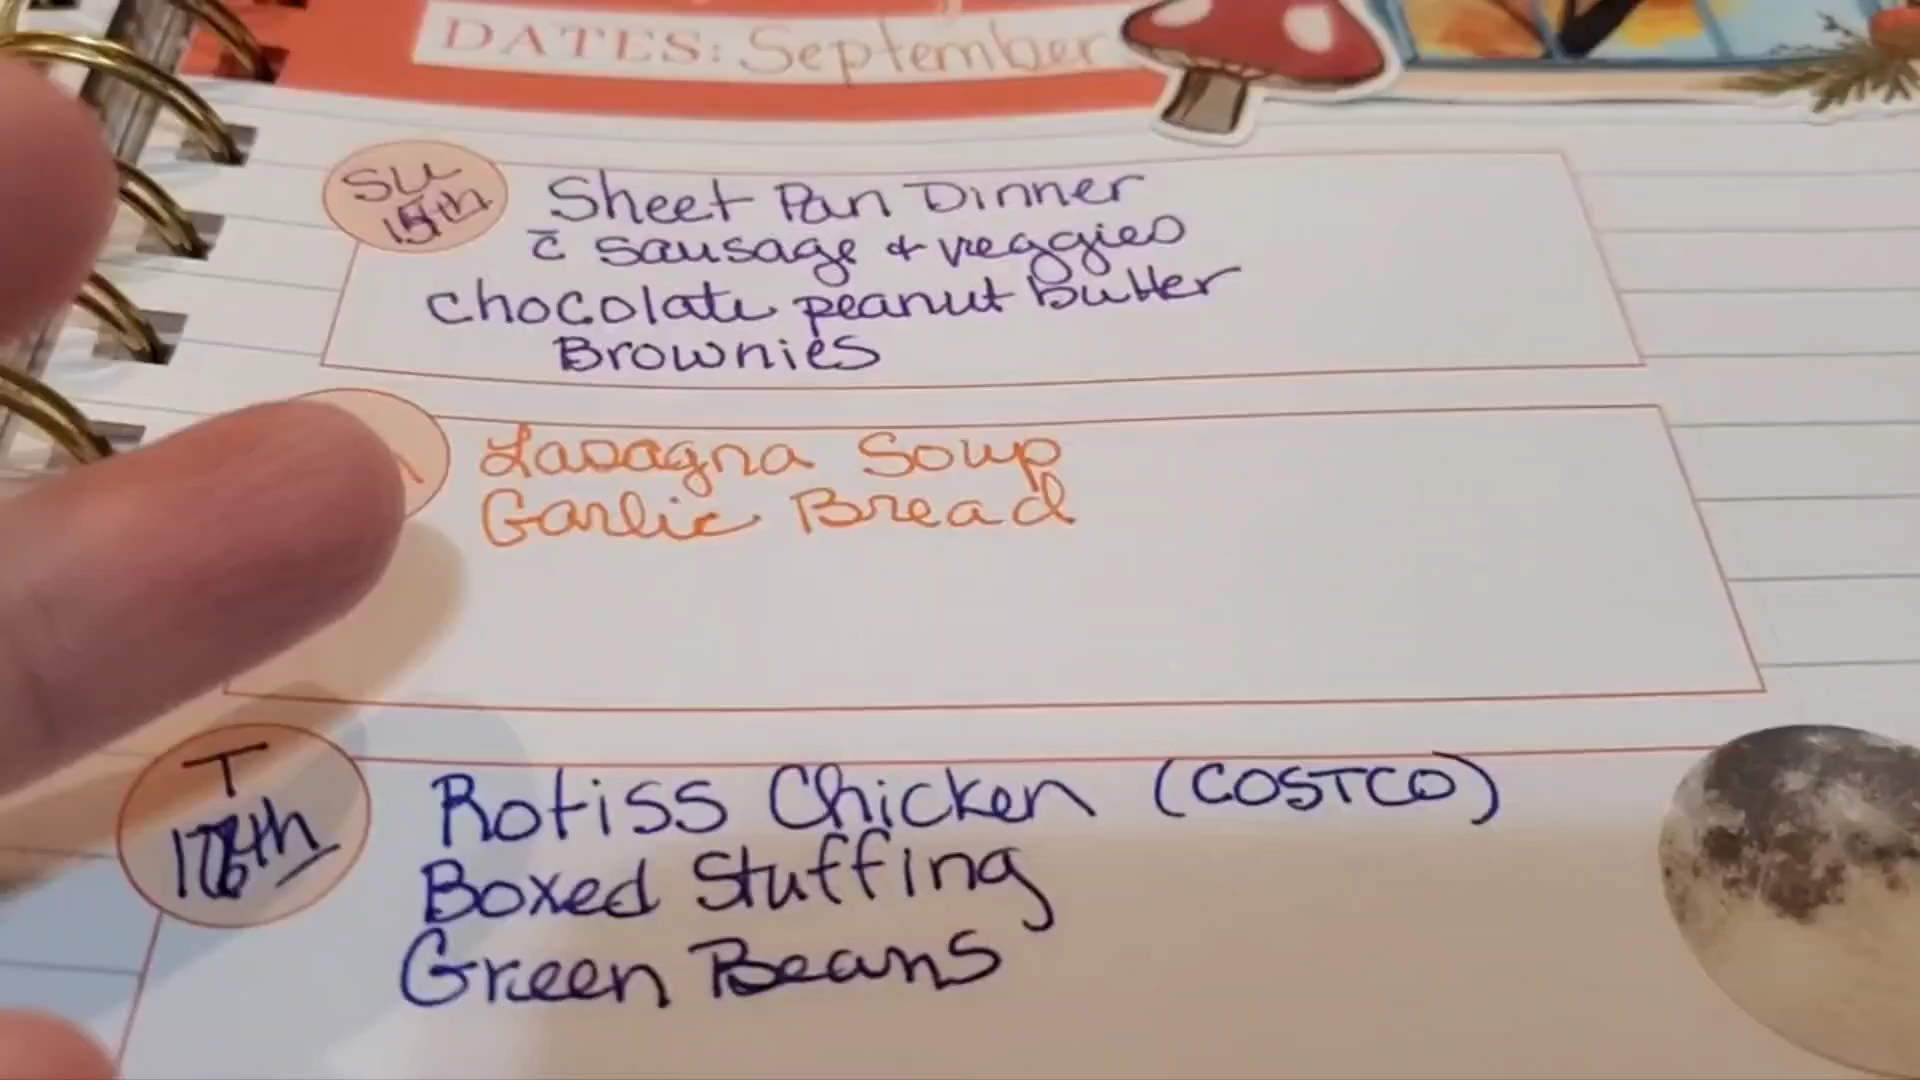 DATES: September
SU
15th
Sheet Pan Dinner
c̄ sausage & veggies
Chocolate peanut Butter
Brownies
Lasagna Soup
Garlic Bread
T
17th
Rotiss Chicken (COSTCO)
Boxed Stuffing
Green Beans